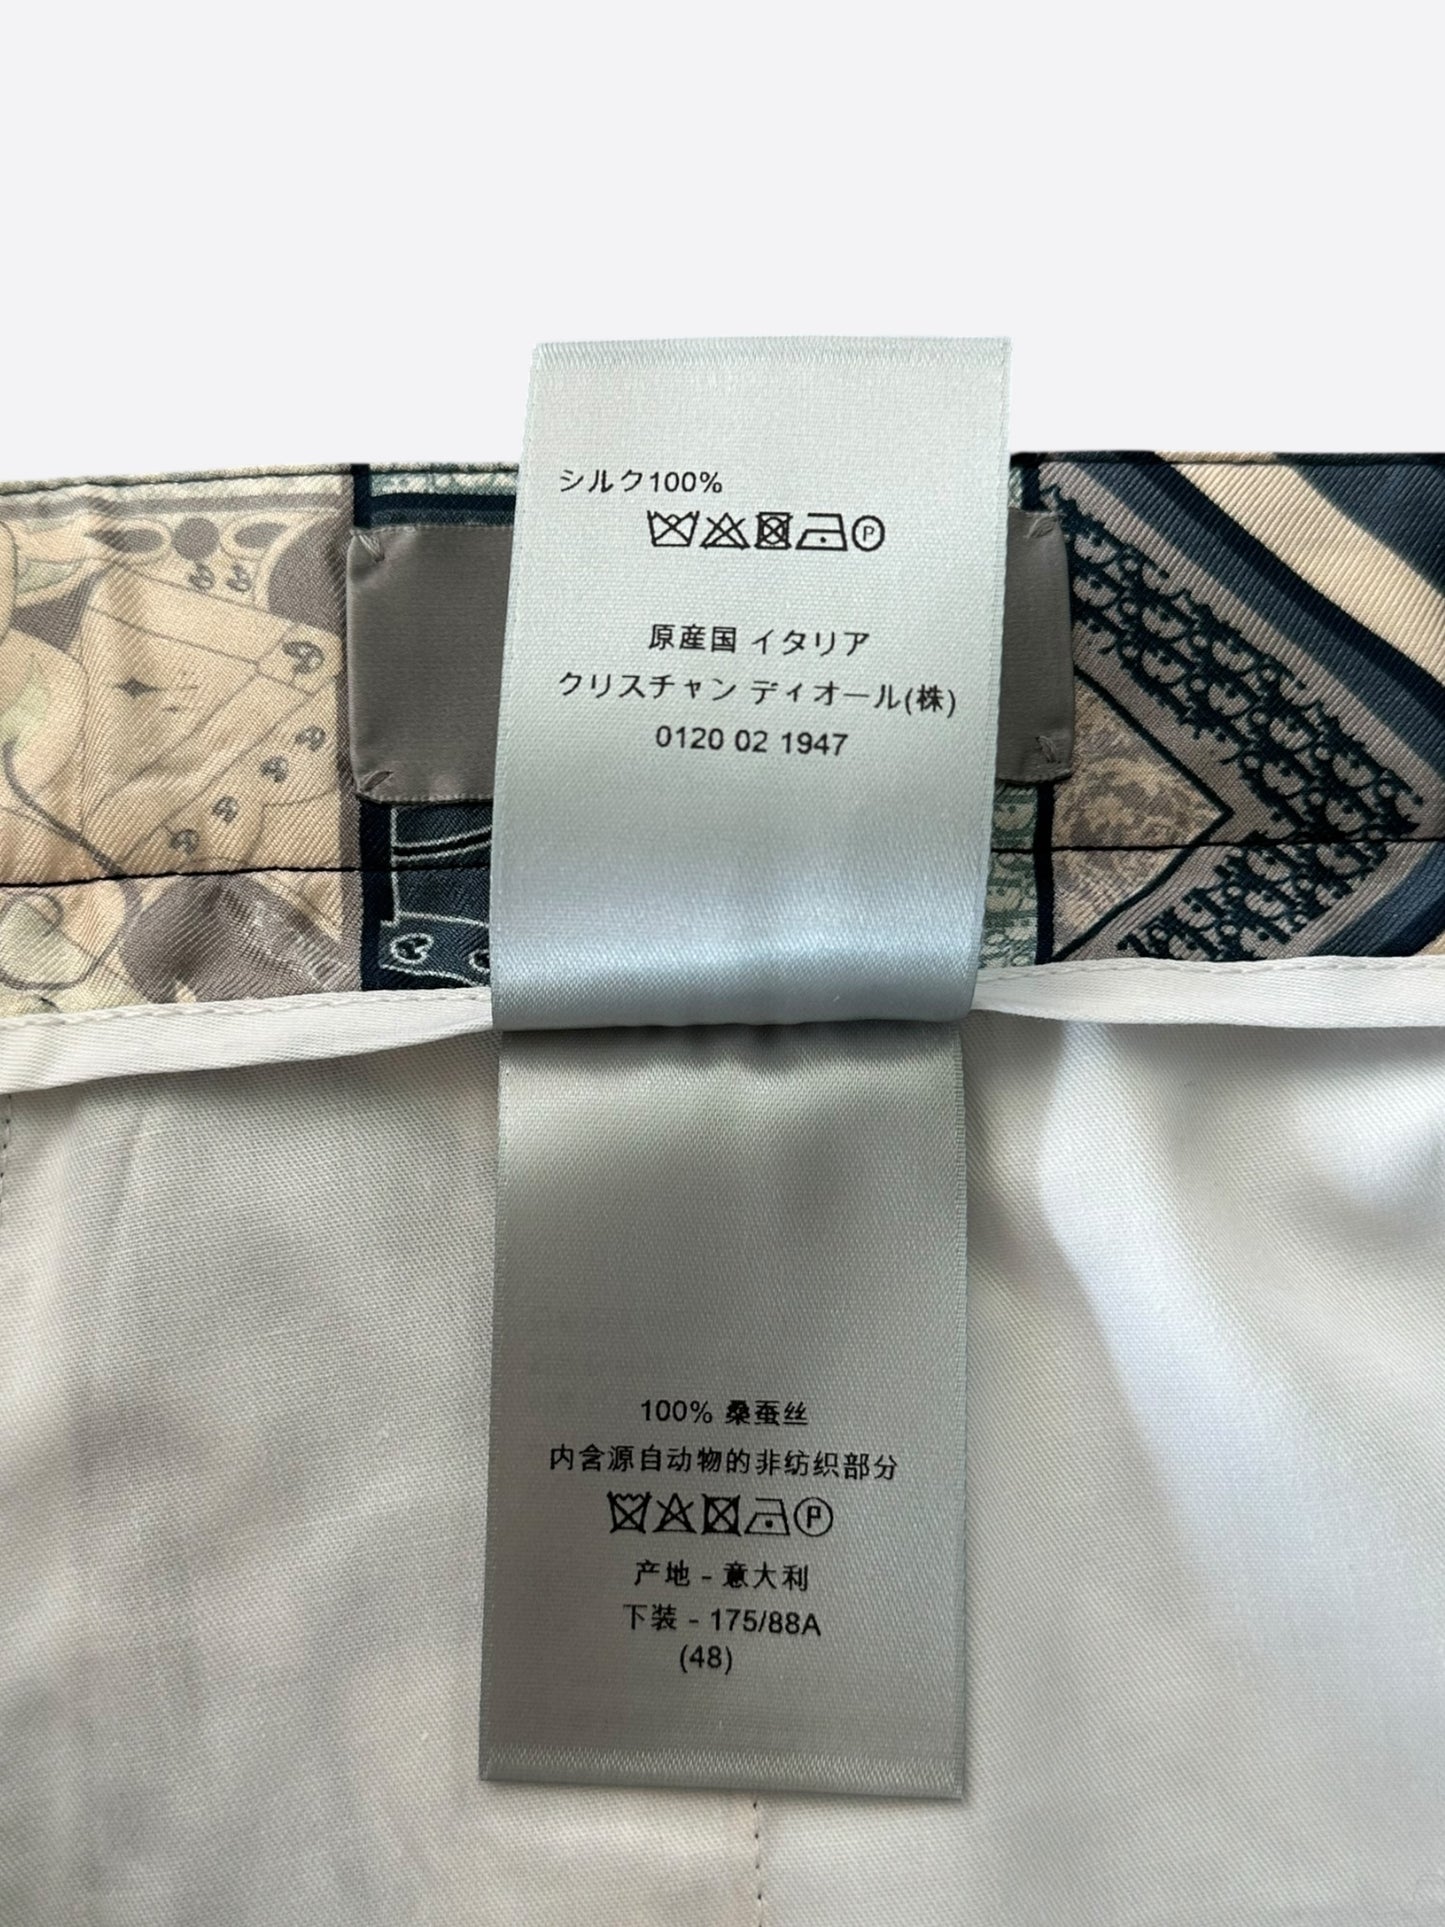 シルク100%
P
原産国 イタリア
クリスチャン ディオール(株)
0120 02 1947
100% 桑蚕丝
内含源自动物的非纺织部分
P
产地 - 意大利
下装 - 175/88A
(48)